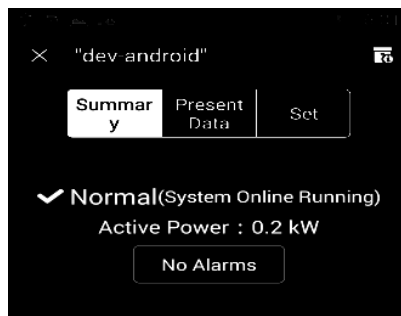 "dev-android"
Summar
y
Present
Data
Set
Normal(System Online Running)
Active Power : 0.2 kW
No Alarms